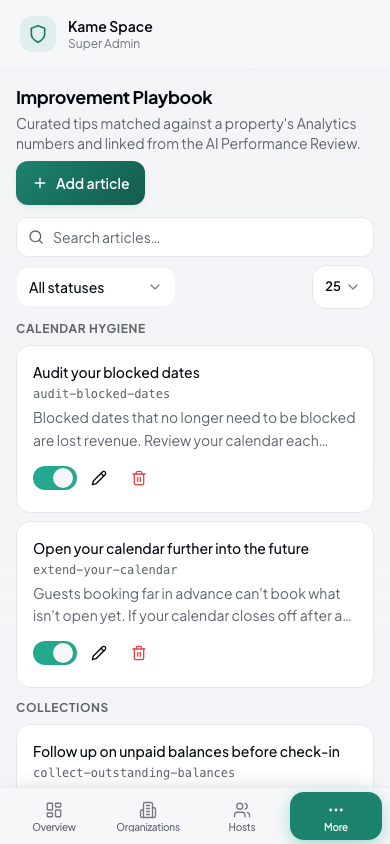 Kame Space
Super Admin
Improvement Playbook
Curated tips matched against a property's Analytics
numbers and linked from the AI Performance Review.
+ Add article
Search articles...
All statuses
25
CALENDAR HYGIENE
Audit your blocked dates
audit-blocked-dates
Blocked dates that no longer need to be blocked
are lost revenue. Review your calendar each...
Open your calendar further into the future
extend-your-calendar
Guests booking far in advance can't book what
isn't open yet. If your calendar closes off after a...
COLLECTIONS
Follow up on unpaid balances before check-in
collect-outstanding-balances
Overview
Organizations
Hosts
More